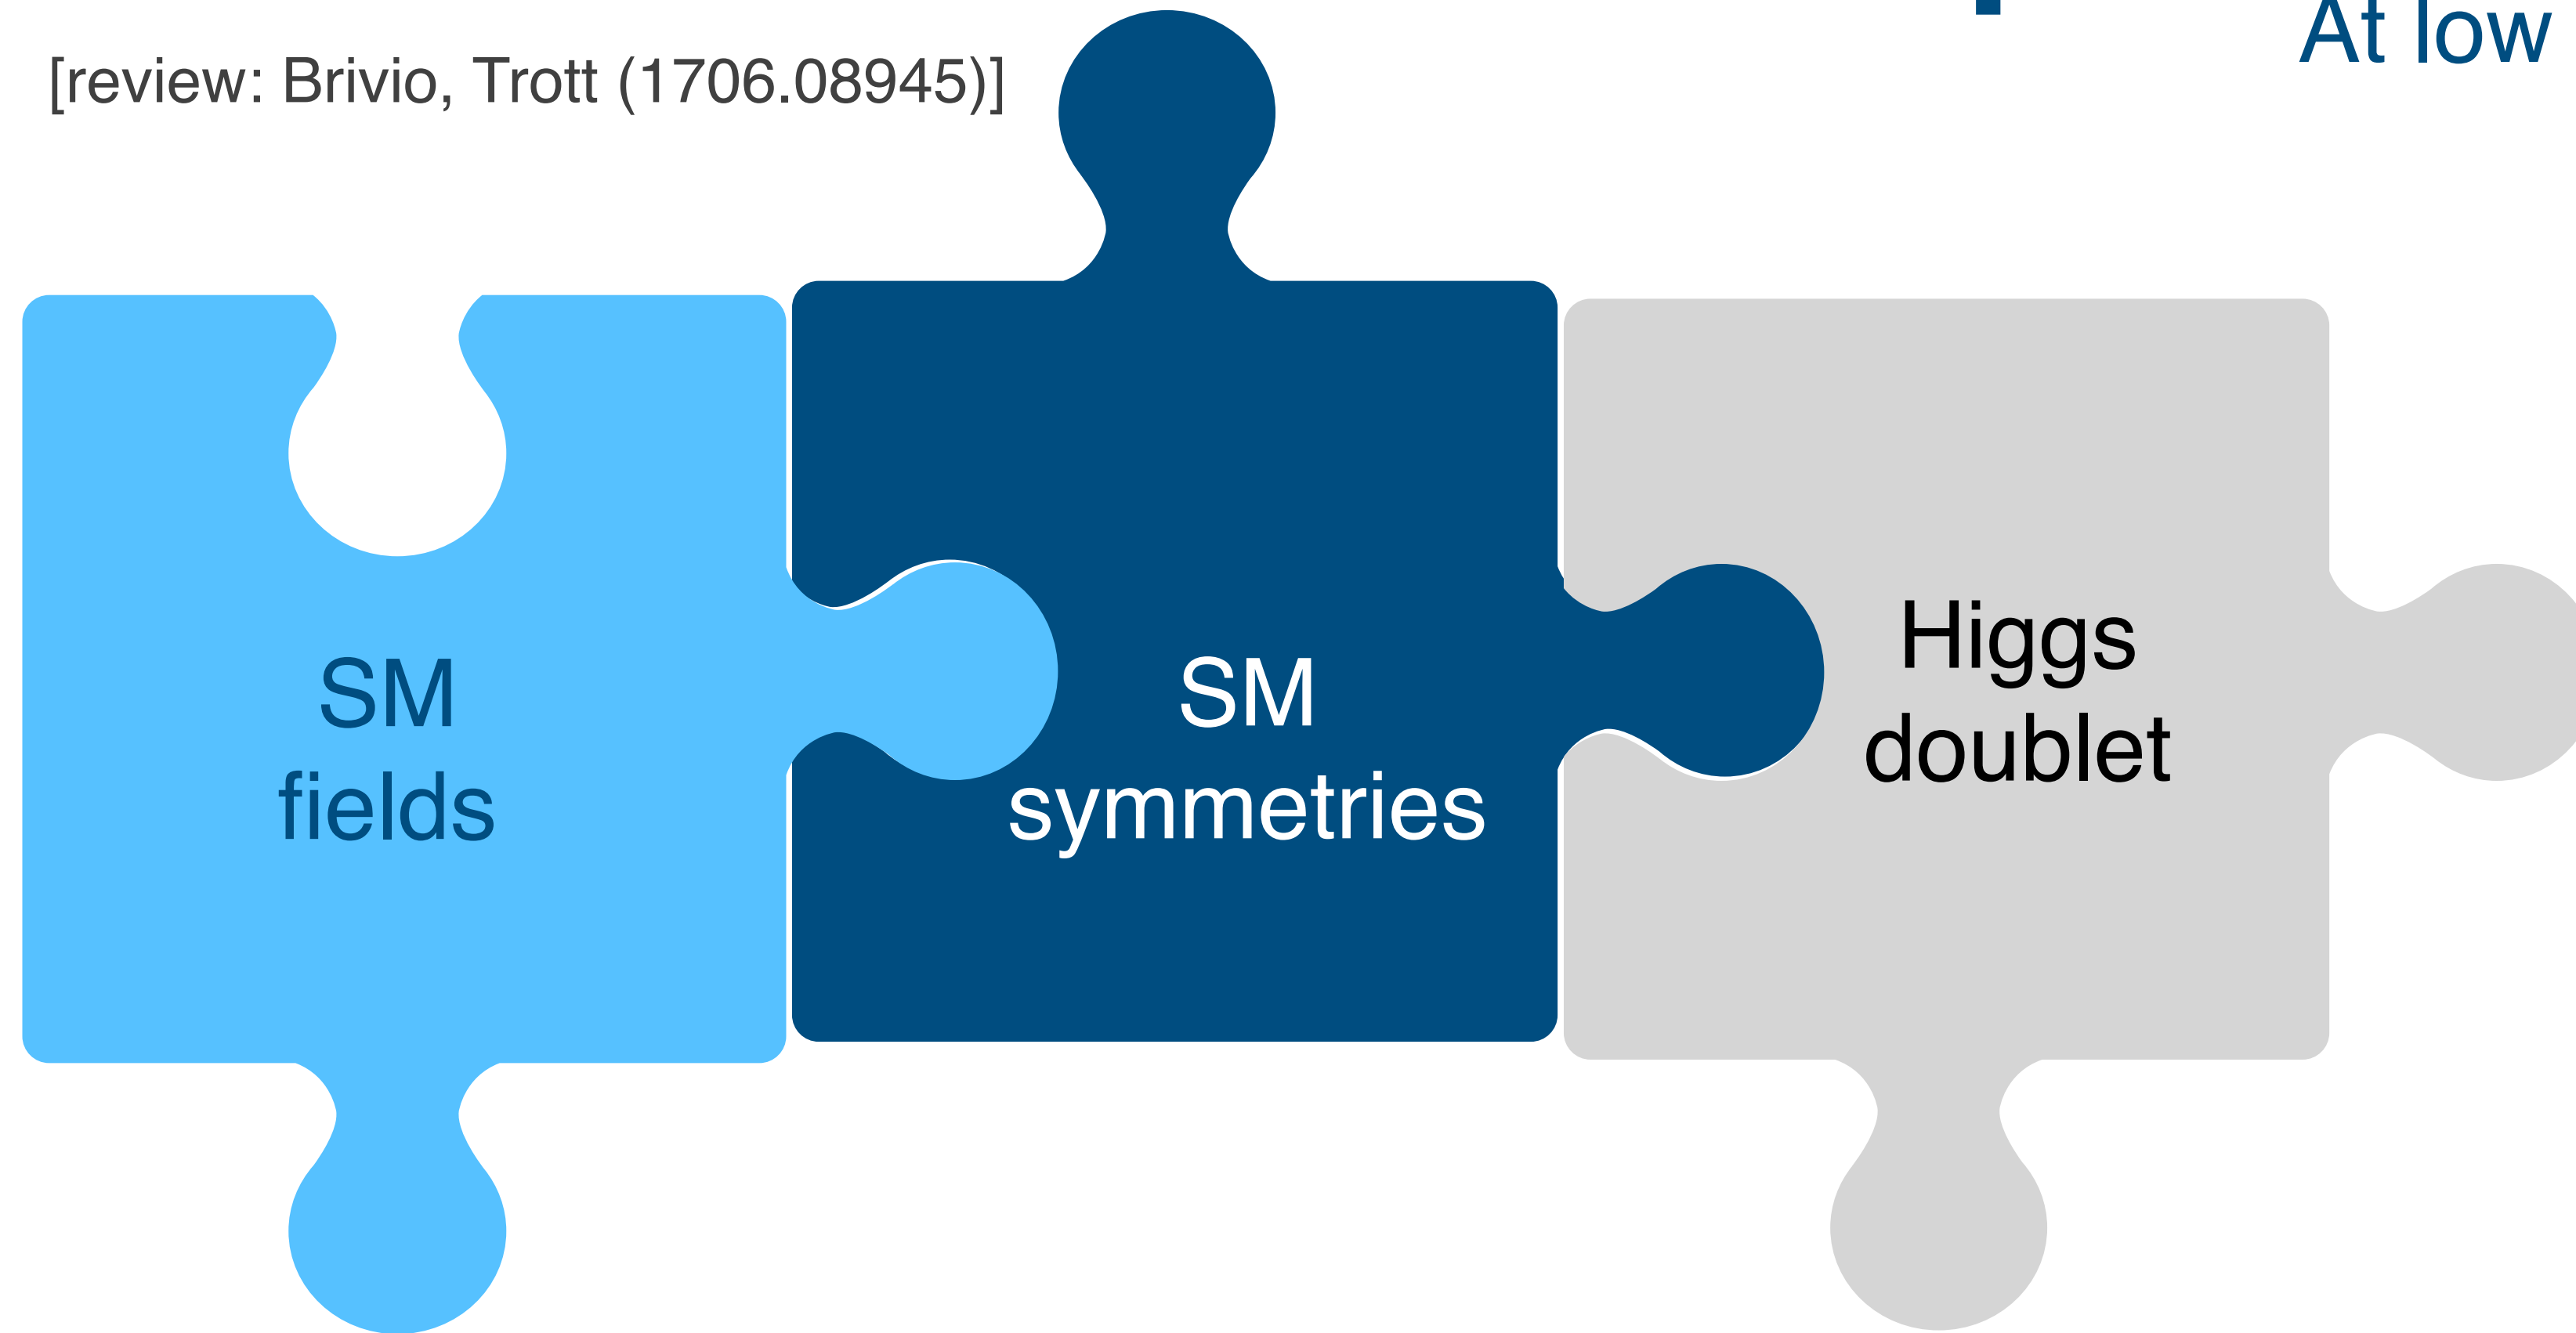 At low
[review: Brivio, Trott (1706.08945)]
SM
fields
SM
symmetries
Higgs
doublet